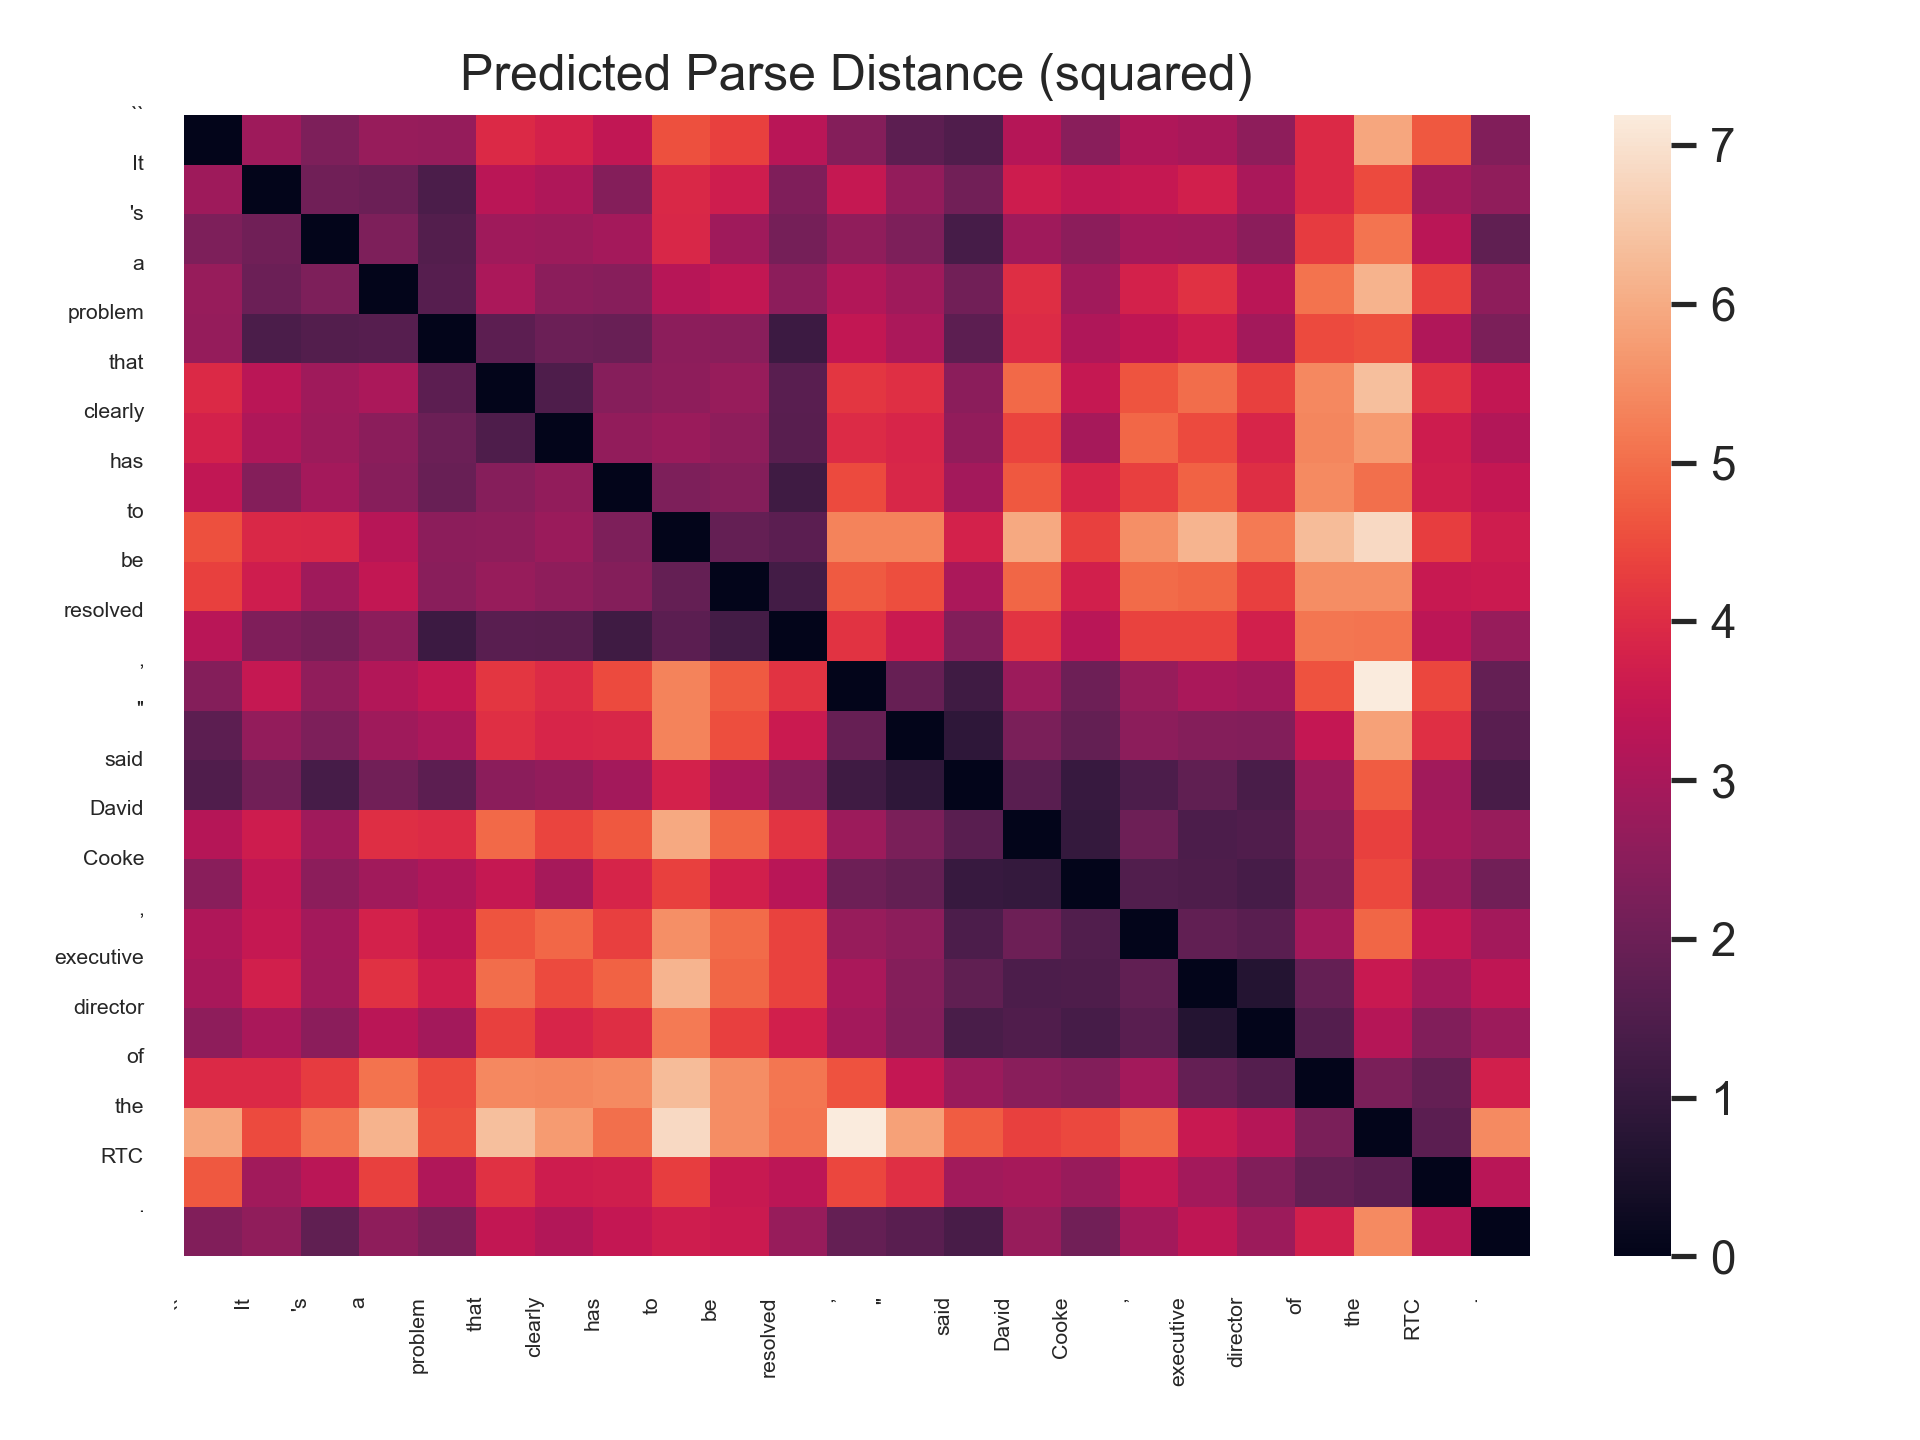 Predicted Parse Distance (squared)
``
It
's
a
problem
that
clearly
has
to
be
resolved
,
''
said
David
Cooke
,
executive
director
of
the
RTC
.
7
6
5
4
3
2
1
0
``
It
's
a
problem
that
clearly
has
to
be
resolved
,
''
said
David
Cooke
,
executive
director
of
the
RTC
.